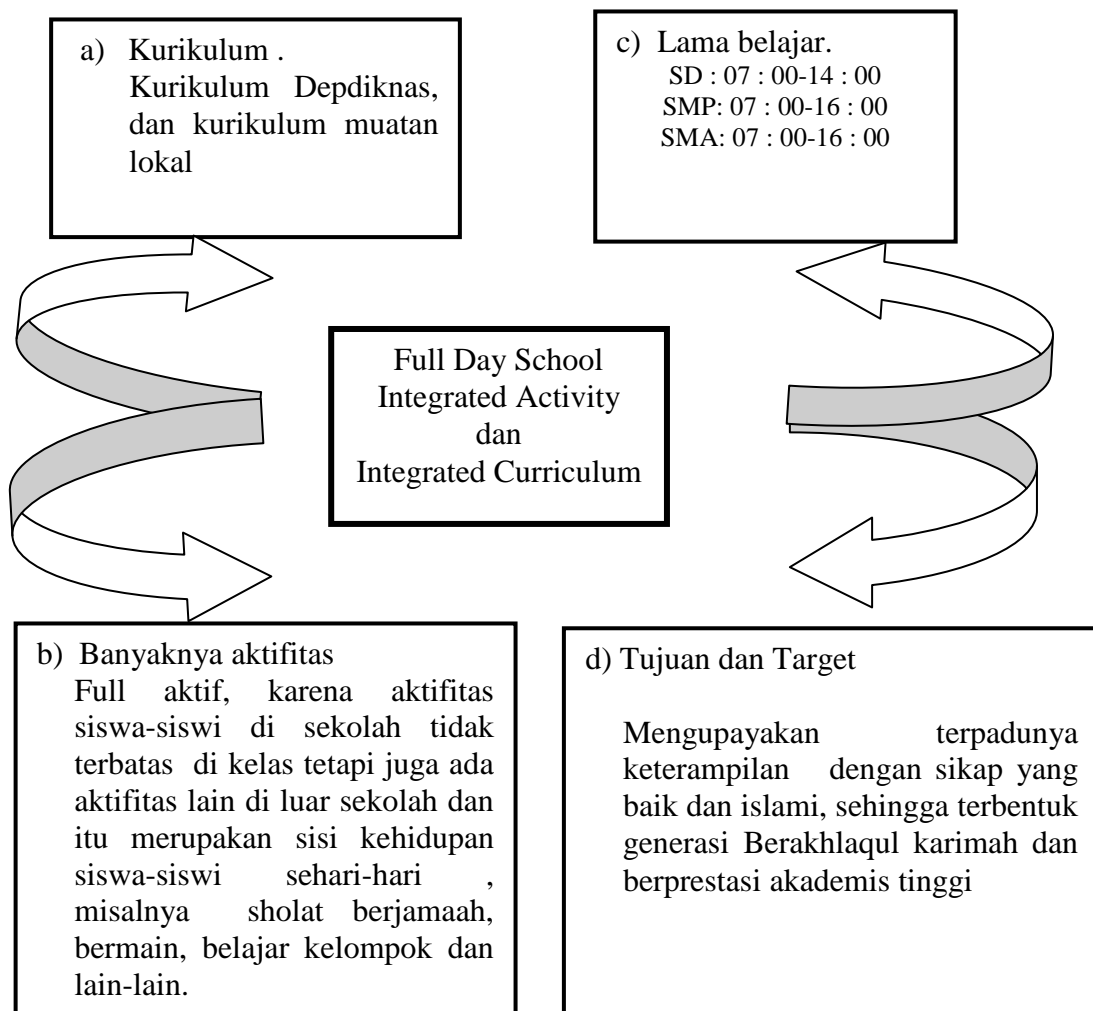 a) Kurikulum .
Kurikulum Depdiknas,
dan kurikulum muatan
lokal
c) Lama belajar.
SD : 07 : 00-14 : 00
SMP: 07 : 00-16 : 00
SMA: 07 : 00-16 : 00
Full Day School
Integrated Activity
dan
Integrated Curriculum
b) Banyaknya aktifitas
Full aktif, karena aktifitas
siswa-siswi di sekolah tidak
terbatas di kelas tetapi juga ada
aktifitas lain di luar sekolah dan
itu merupakan sisi kehidupan
siswa-siswi sehari-hari ,
misalnya sholat berjamaah,
bermain, belajar kelompok dan
lain-lain.
d) Tujuan dan Target
Mengupayakan terpadunya
keterampilan dengan sikap yang
baik dan islami, sehingga terbentuk
generasi Berakhlaqul karimah dan
berprestasi akademis tinggi